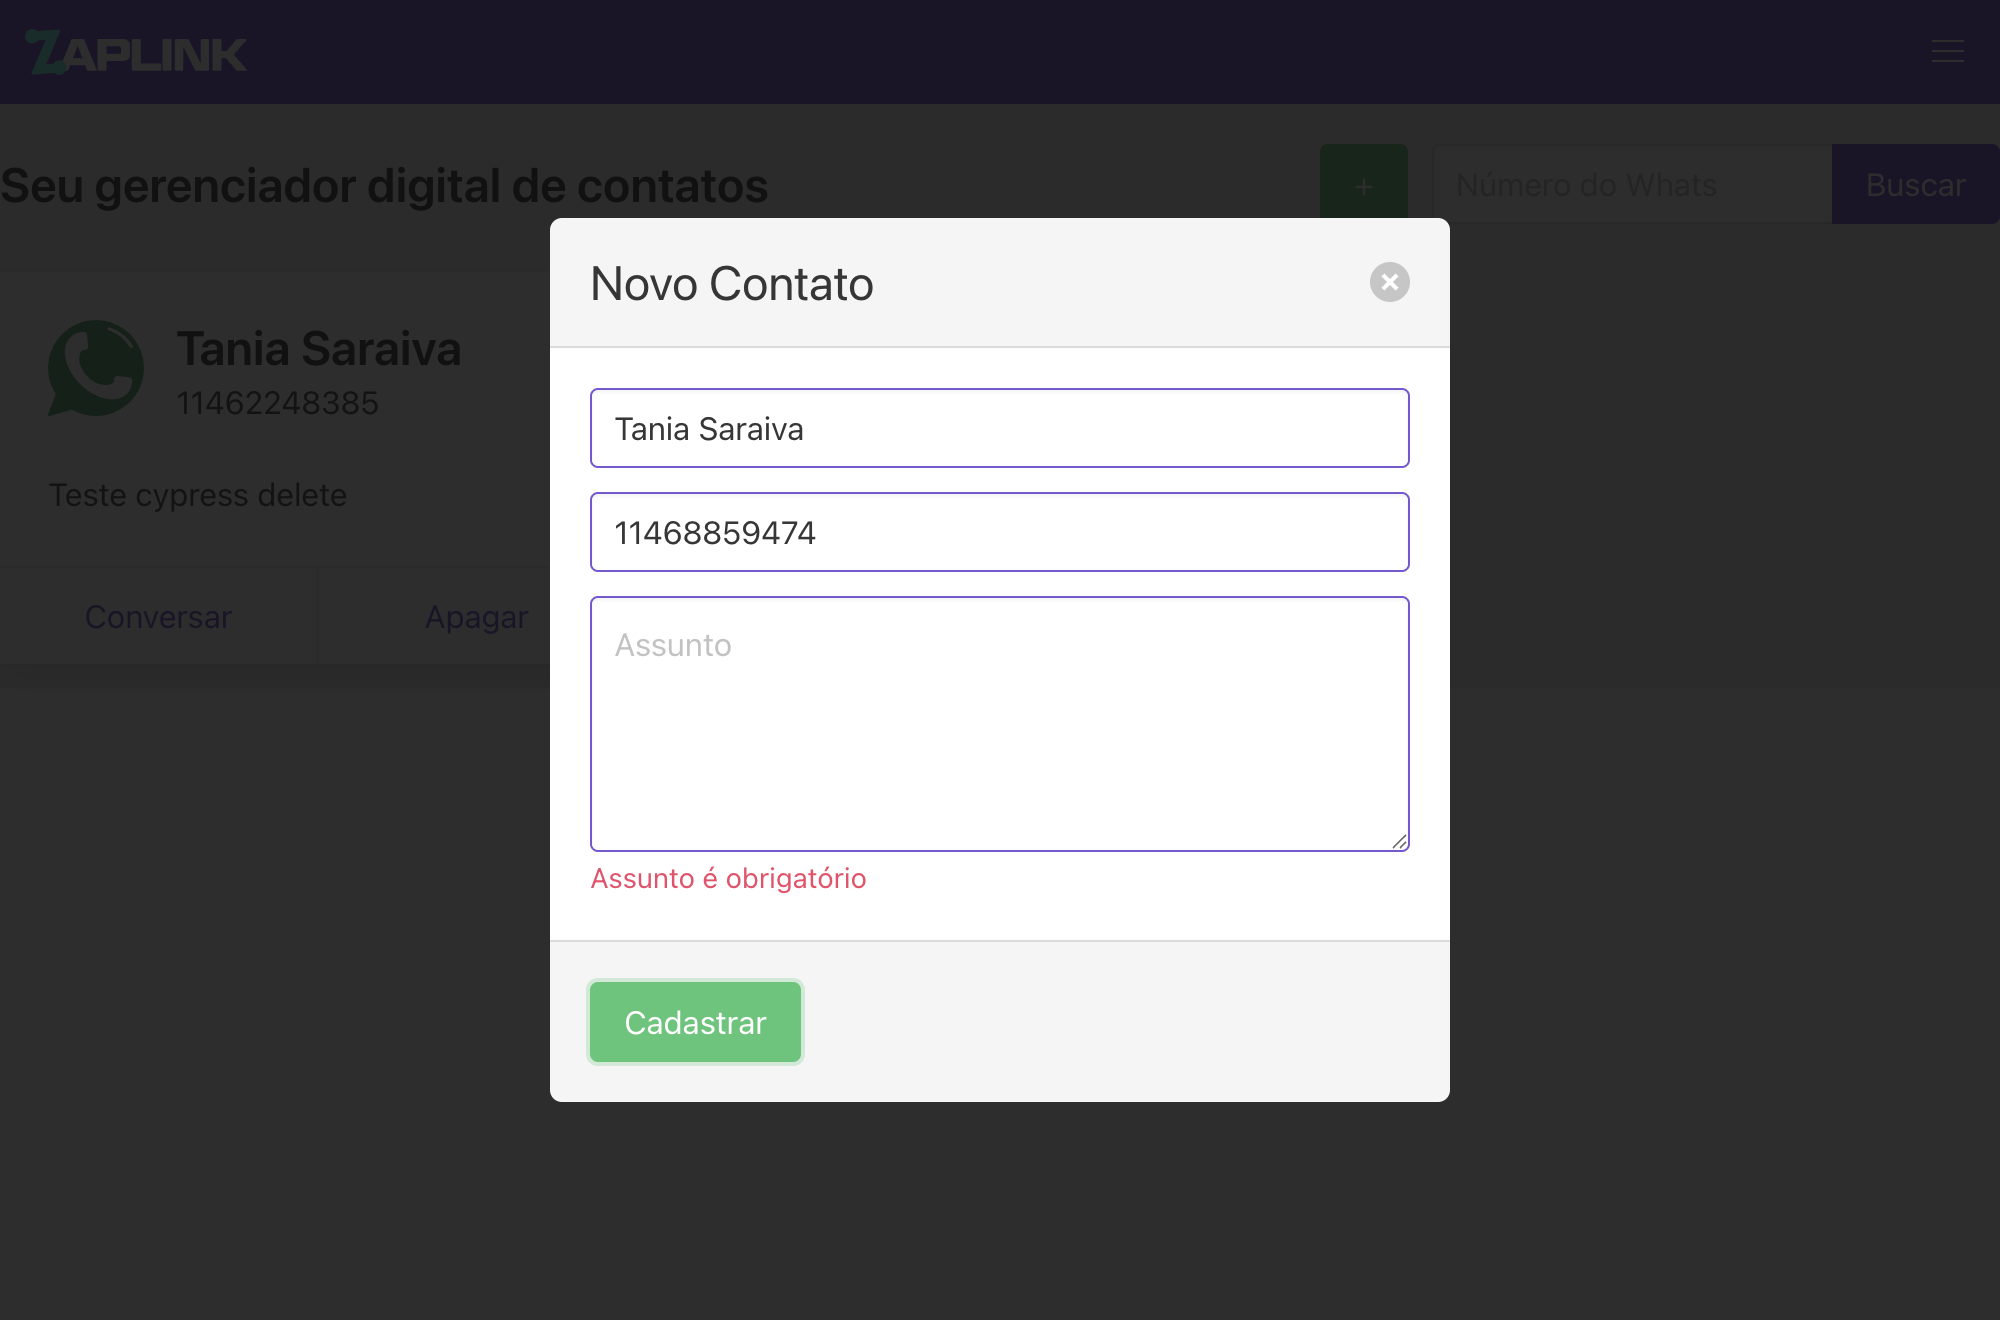 ZAPLINK
Seu gerenciador digital de contatos
+
Número do Whats
Buscar
Tania Saraiva
11462248385
Teste cypress delete
Conversar
Apagar
Novo Contato
Tania Saraiva
11468859474
Assunto
Assunto é obrigatório
Cadastrar